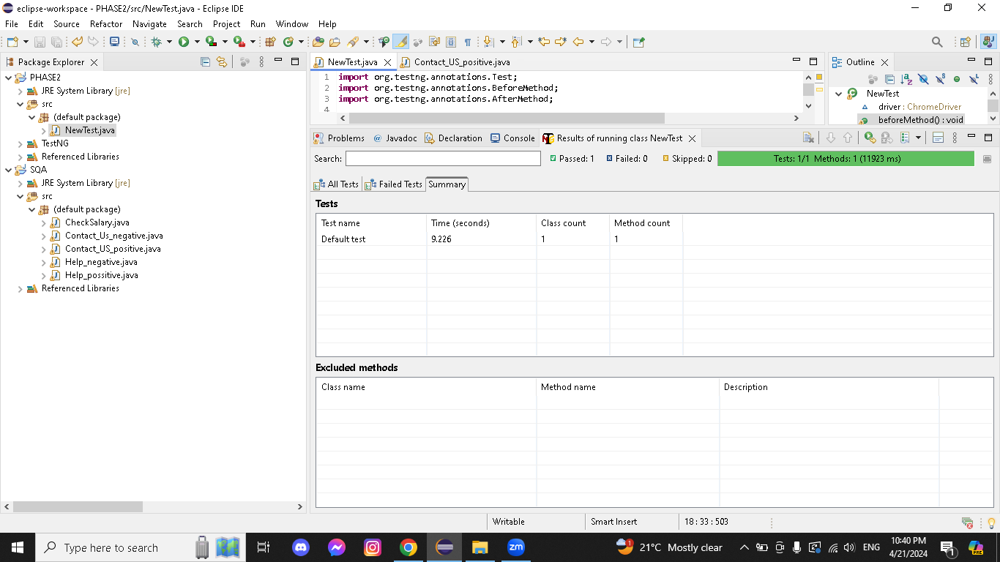 eclipse-workspace - PHASE2/src/NewTest.java - Eclipse IDE
File Edit Source Refactor Navigate Search Project Run Window Help
Package Explorer
PHASE2
JRE System Library [jre]
src
(default package)
NewTest.java
TestNG
Referenced Libraries
SQA
JRE System Library [jre]
src
(default package)
CheckSalary.java
Contact_Us_negative.java
Contact_US_positive.java
Help_negative.java
Help_possitive.java
Referenced Libraries
NewTest.java Contact_US_positive.java
1 import org.testng.annotations.Test;
2 import org.testng.annotations.BeforeMethod;
3 import org.testng.annotations.AfterMethod;
4
Outline
NewTest
driver : ChromeDriver
beforeMethod() : void
Problems @ Javadoc Declaration Console Results of running class NewTest
Search: Passed: 1 Failed: 0 Skipped: 0 Tests: 1/1 Methods: 1 (11923 ms)
All Tests Failed Tests Summary
Tests
Test name Time (seconds) Class count Method count
Default test 9.226 1 1
Excluded methods
Class name Method name Description
Writable Smart Insert 18 : 33 : 503
Type here to search
zm
21°C Mostly clear
ENG
10:40 PM
4/21/2024
1
PRE